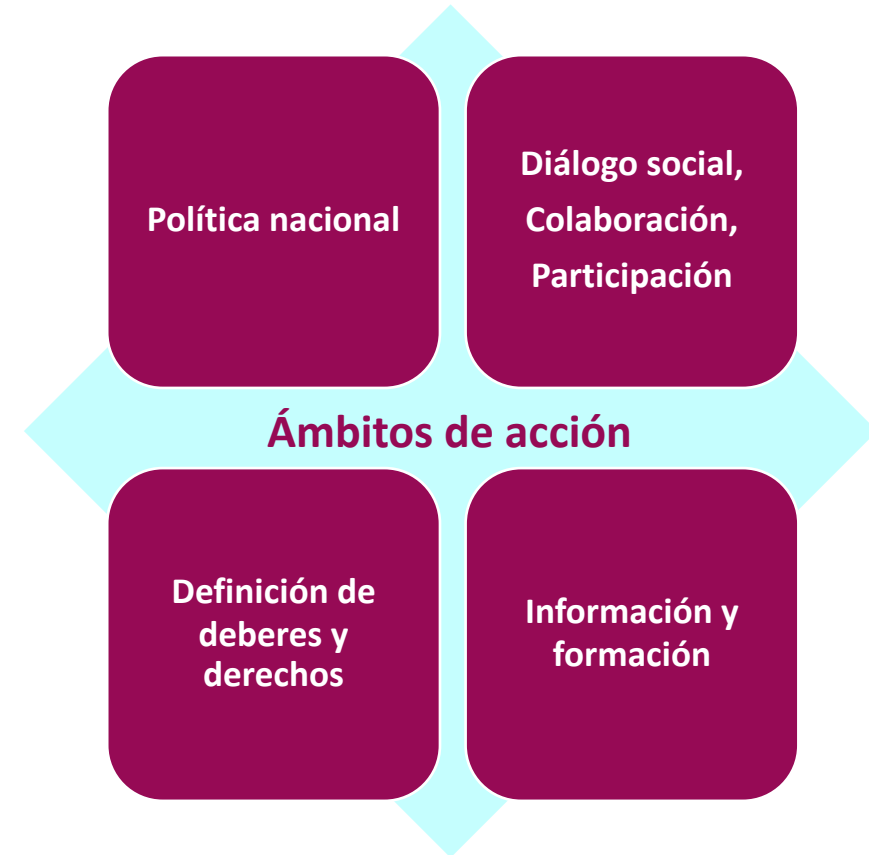 Política nacional
Diálogo social,
Colaboración,
Participación
Ámbitos de acción
Definición de
deberes y
derechos
Información y
formación